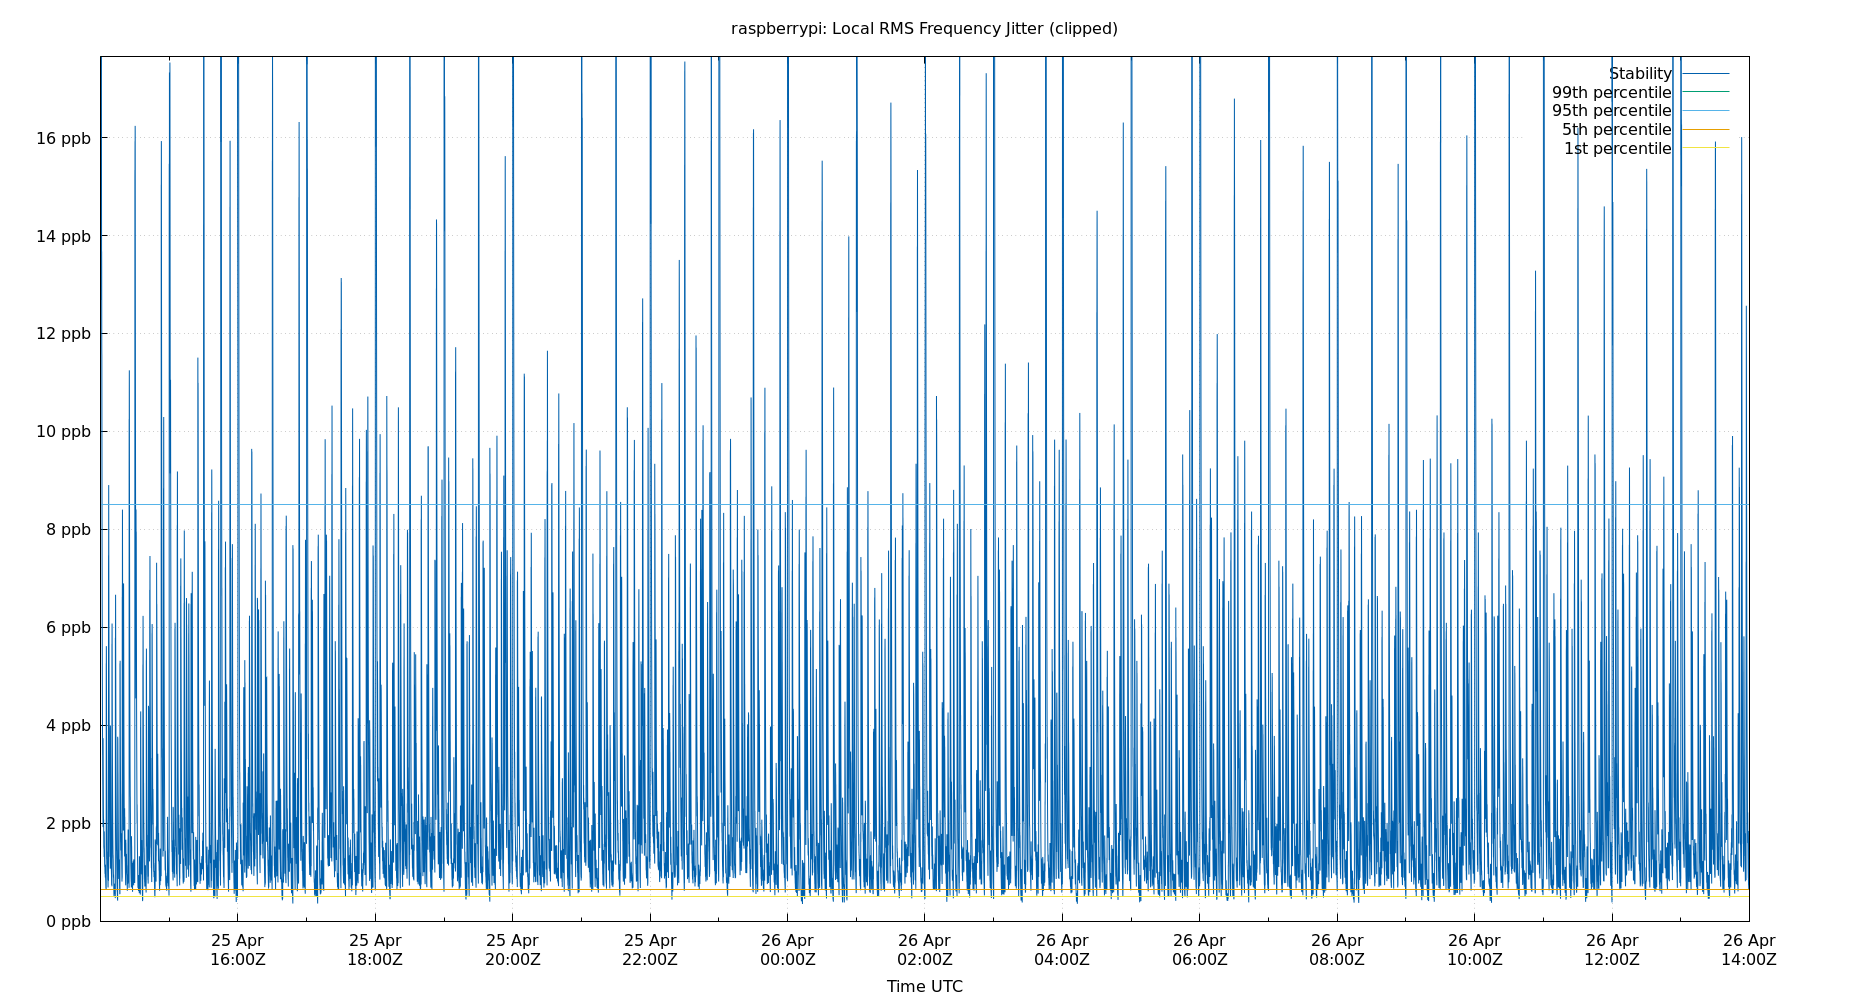 raspberrypi: Local RMS Frequency Jitter (clipped)
Stability
99th percentile
95th percentile
5th percentile
1st percentile
16 ppb
14 ppb
12 ppb
10 ppb
8 ppb
6 ppb
4 ppb
2 ppb
0 ppb
25 Apr 25 Apr 25 Apr 25 Apr 26 Apr 26 Apr 26 Apr 26 Apr 26 Apr 26 Apr 26 Apr 26 Apr
16:00Z 18:00Z 20:00Z 22:00Z 00:00Z 02:00Z 04:00Z 06:00Z 08:00Z 10:00Z 12:00Z 14:00Z
Time UTC